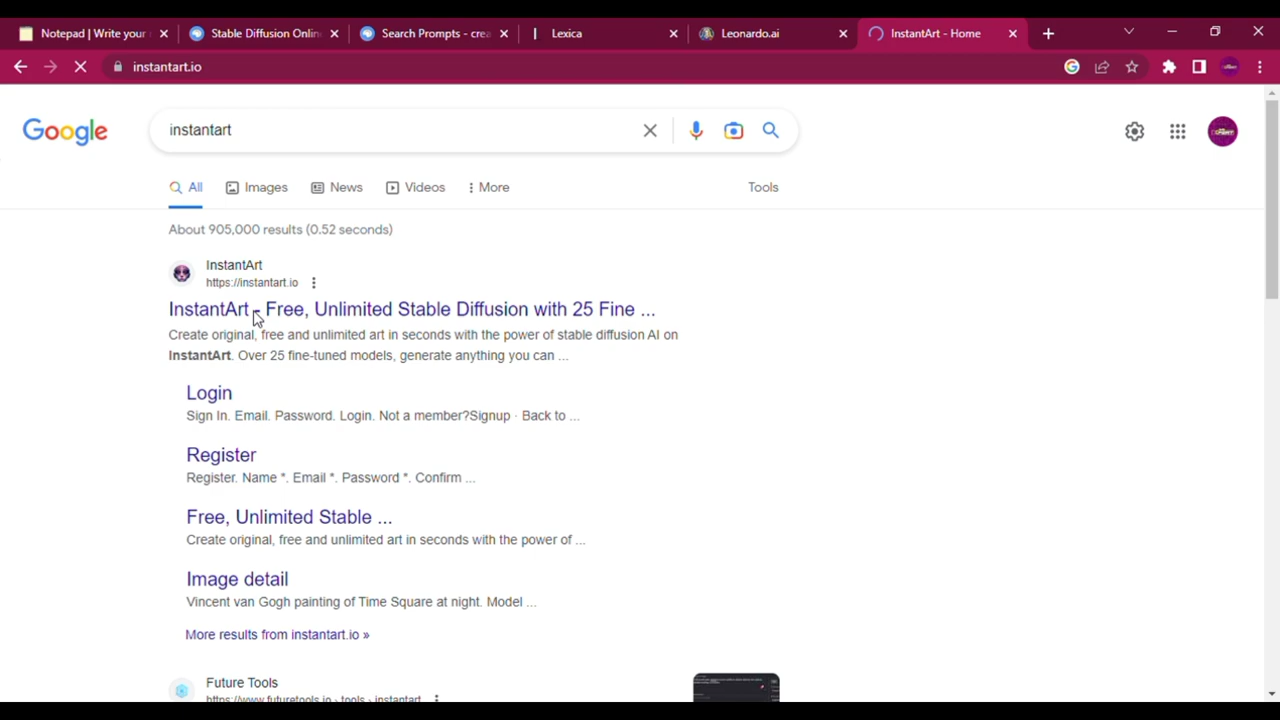 Notepad | Write your
Stable Diffusion Onlin
Search Prompts - crea
Lexica
Leonardo.ai
InstantArt - Home
instantart.io
Google
instantart
All
Images
News
Videos
More
Tools
About 905,000 results (0.52 seconds)
InstantArt
https://instantart.io
InstantArt - Free, Unlimited Stable Diffusion with 25 Fine ...
Create original, free and unlimited art in seconds with the power of stable diffusion AI on
InstantArt. Over 25 fine-tuned models, generate anything you can ...
Login
Sign In. Email. Password. Login. Not a member?Signup · Back to ...
Register
Register. Name *. Email *. Password *. Confirm ...
Free, Unlimited Stable ...
Create original, free and unlimited art in seconds with the power of ...
Image detail
Vincent van Gogh painting of Time Square at night. Model ...
More results from instantart.io »
Future Tools
https://www.futuretools.io › tools › instantart